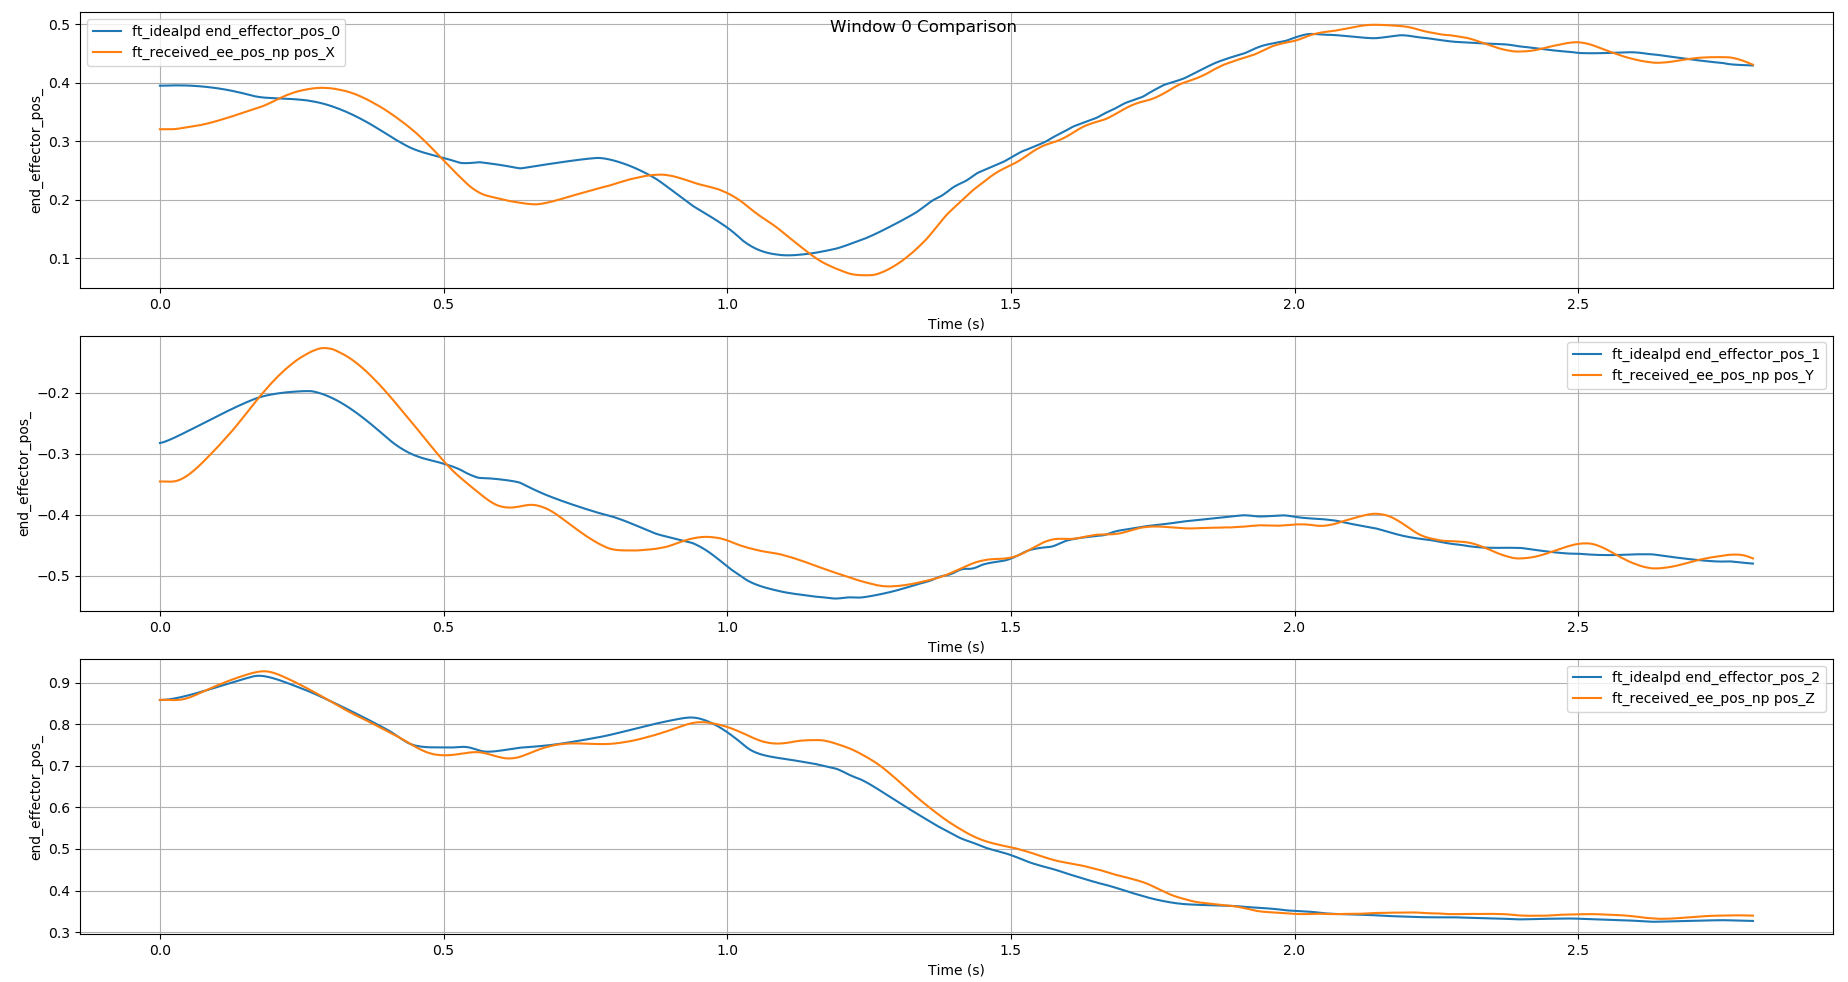 Window 0 Comparison
ft_idealpd end_effector_pos_0
ft_received_ee_pos_np pos_X
end_effector_pos_
0.5
0.4
0.3
0.2
0.1
0.0 0.5 1.0 1.5 2.0 2.5
Time (s)
ft_idealpd end_effector_pos_1
ft_received_ee_pos_np pos_Y
end_effector_pos_
−0.2
−0.3
−0.4
−0.5
0.0 0.5 1.0 1.5 2.0 2.5
Time (s)
ft_idealpd end_effector_pos_2
ft_received_ee_pos_np pos_Z
end_effector_pos_
0.9
0.8
0.7
0.6
0.5
0.4
0.3
0.0 0.5 1.0 1.5 2.0 2.5
Time (s)